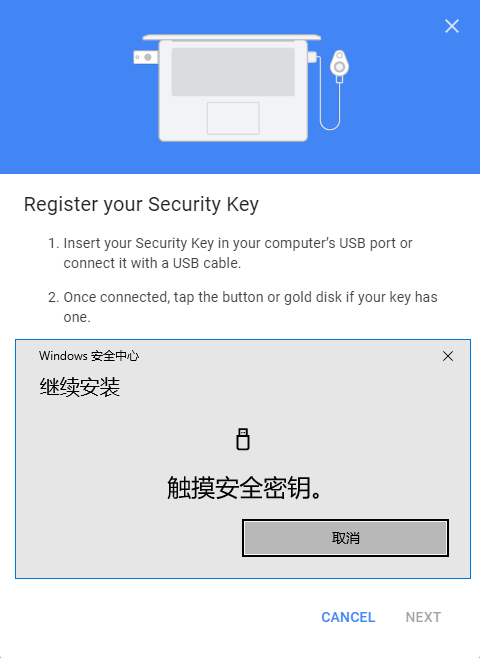 Register your Security Key
1. Insert your Security Key in your computer's USB port or
connect it with a USB cable.
2. Once connected, tap the button or gold disk if your key has
one.
Windows 安全中心
继续安装
触摸安全密钥。
取消
CANCEL NEXT